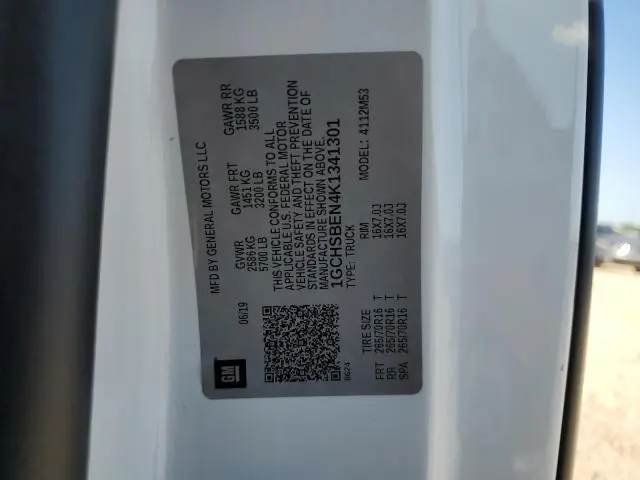 GM
06/19
MFD BY GENERAL MOTORS LLC
GVWR GAWR FRT GAWR RR
2586 KG 1451 KG 1588 KG
5700 LB 3200 LB 3500 LB
THIS VEHICLE CONFORMS TO ALL
APPLICABLE U.S. FEDERAL MOTOR
VEHICLE SAFETY AND THEFT PREVENTION
STANDARDS IN EFFECT ON THE DATE OF
MANUFACTURE SHOWN ABOVE.
1GCHSBEN4K1341301
0624 TYPE: TRUCK MODEL: 4112M53
TIRE SIZE RIM
FRT 265/70R16 T 16X7.0J
RR 265/70R16 T 16X7.0J
SPA 265/70R16 T 16X7.0J